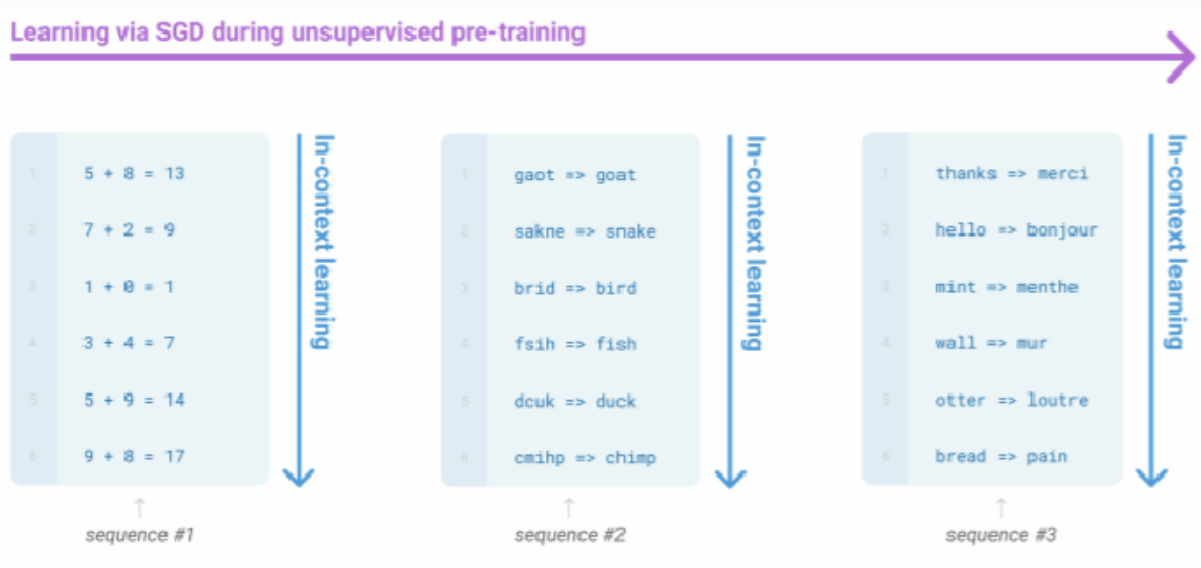 Learning via SGD during unsupervised pre-training
1 5 + 8 = 13
2 7 + 2 = 9
3 1 + 0 = 1
4 3 + 4 = 7
5 5 + 9 = 14
6 9 + 8 = 17
In-context learning
sequence #1
1 gaot => goat
2 sakne => snake
3 brid => bird
4 fsih => fish
5 dcuk => duck
6 cmihp => chimp
In-context learning
sequence #2
1 thanks => merci
2 hello => bonjour
3 mint => menthe
4 wall => mur
5 otter => loutre
6 bread => pain
In-context learning
sequence #3